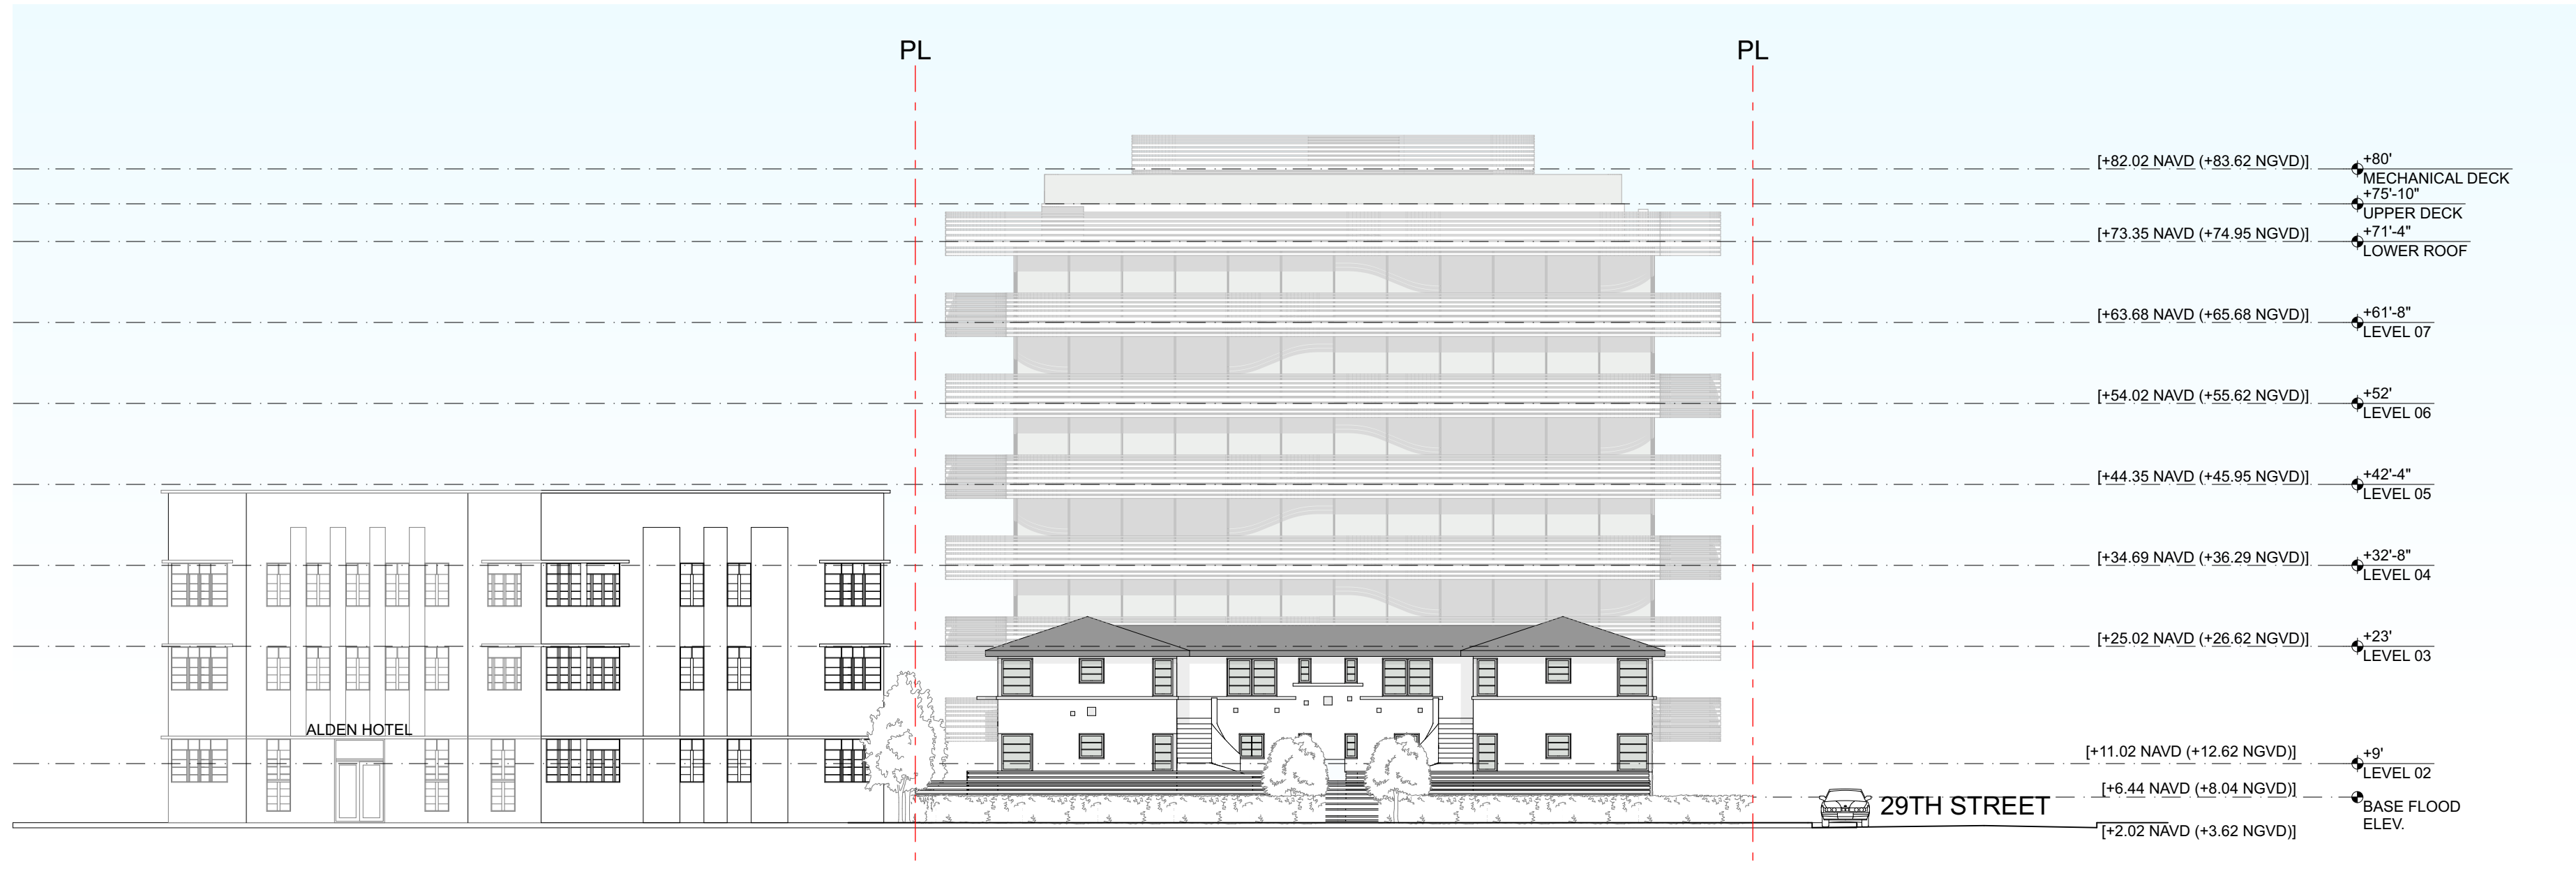 PL
PL
[+82.02 NAVD (+83.62 NGVD)]
+80'
MECHANICAL DECK
+75'-10"
UPPER DECK
[+73.35 NAVD (+74.95 NGVD)]
+71'-4"
LOWER ROOF
[+63.68 NAVD (+65.68 NGVD)]
+61'-8"
LEVEL 07
[+54.02 NAVD (+55.62 NGVD)]
+52'
LEVEL 06
[+44.35 NAVD (+45.95 NGVD)]
+42'-4"
LEVEL 05
[+34.69 NAVD (+36.29 NGVD)]
+32'-8"
LEVEL 04
[+25.02 NAVD (+26.62 NGVD)]
+23'
LEVEL 03
ALDEN HOTEL
[+11.02 NAVD (+12.62 NGVD)]
+9'
LEVEL 02
[+6.44 NAVD (+8.04 NGVD)]
BASE FLOOD
ELEV.
29TH STREET
[+2.02 NAVD (+3.62 NGVD)]